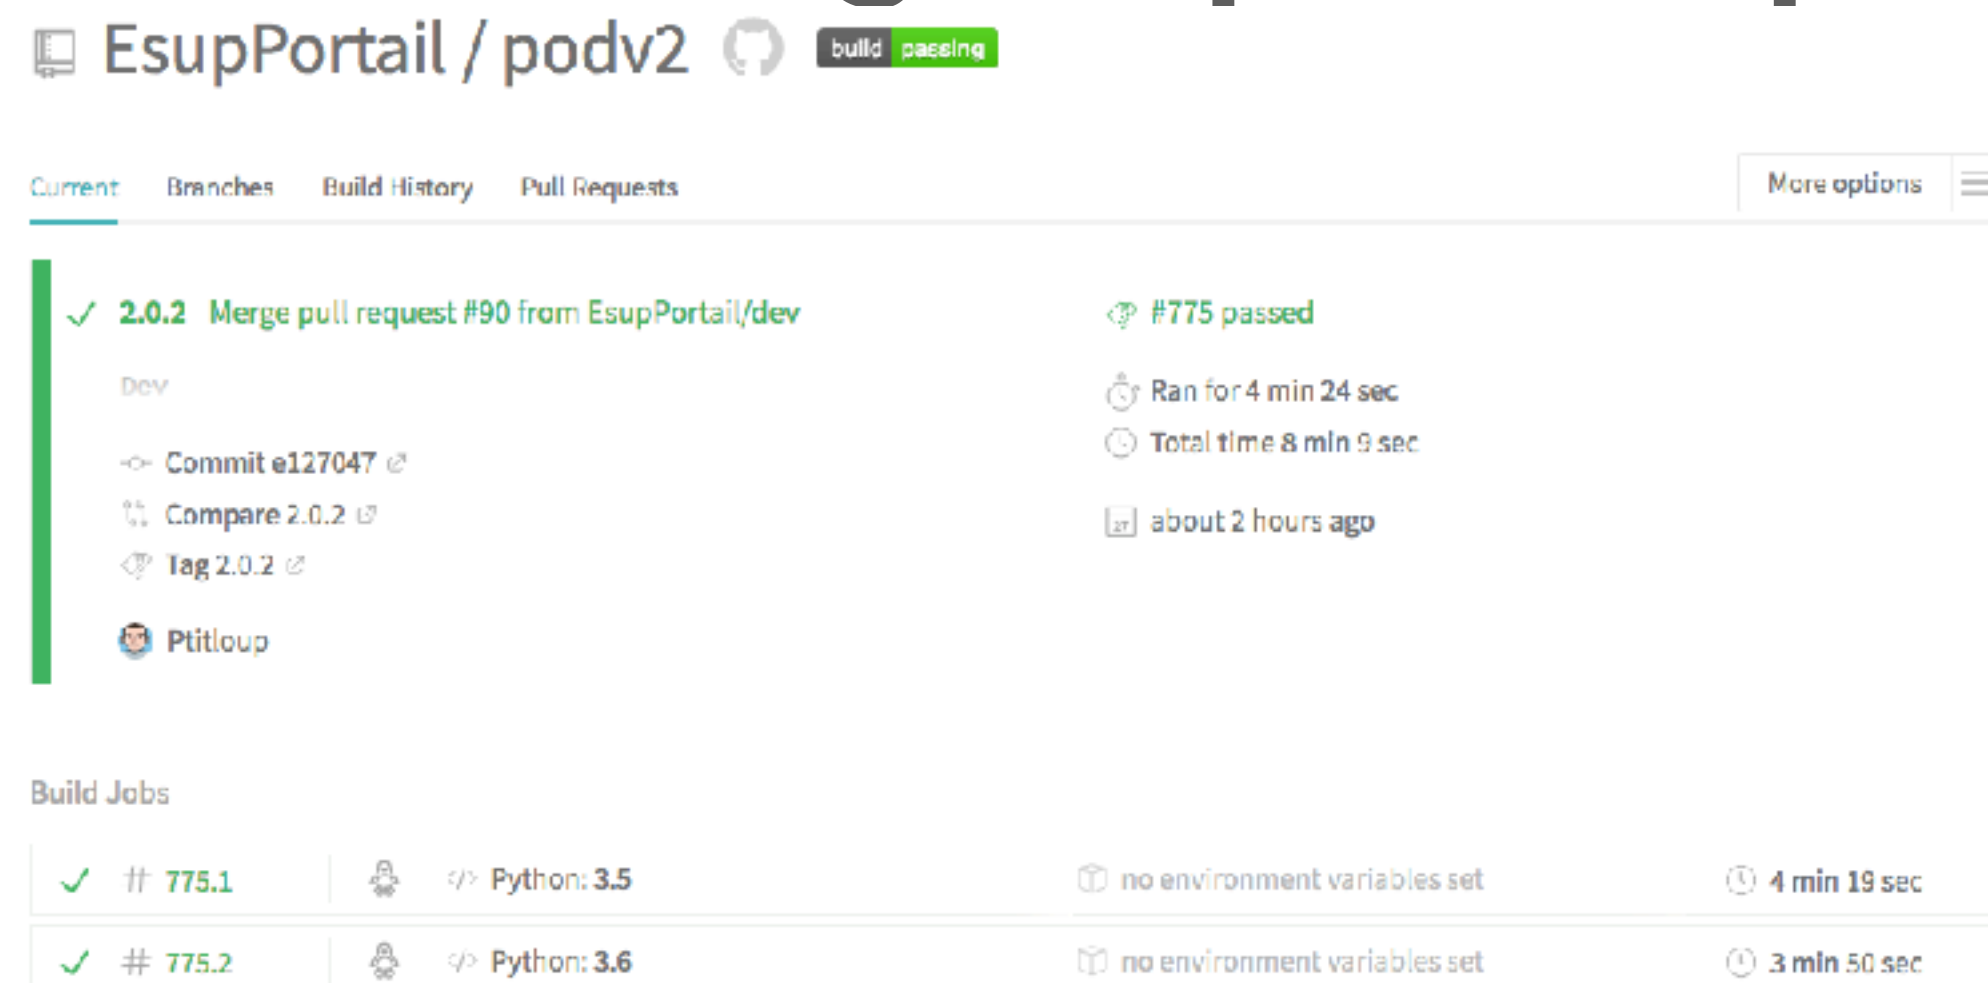 EsupPortail / podv2 build passing
Current Branches Build History Pull Requests More options
2.0.2 Merge pull request #90 from EsupPortail/dev
#775 passed
Dev
Ran for 4 min 24 sec
Total time 8 min 9 sec
Commit e127047
Compare 2.0.2
about 2 hours ago
Tag 2.0.2
Ptitloup
Build Jobs
# 775.1 </> Python: 3.5 no environment variables set 4 min 19 sec
# 775.2 </> Python: 3.6 no environment variables set 3 min 50 sec